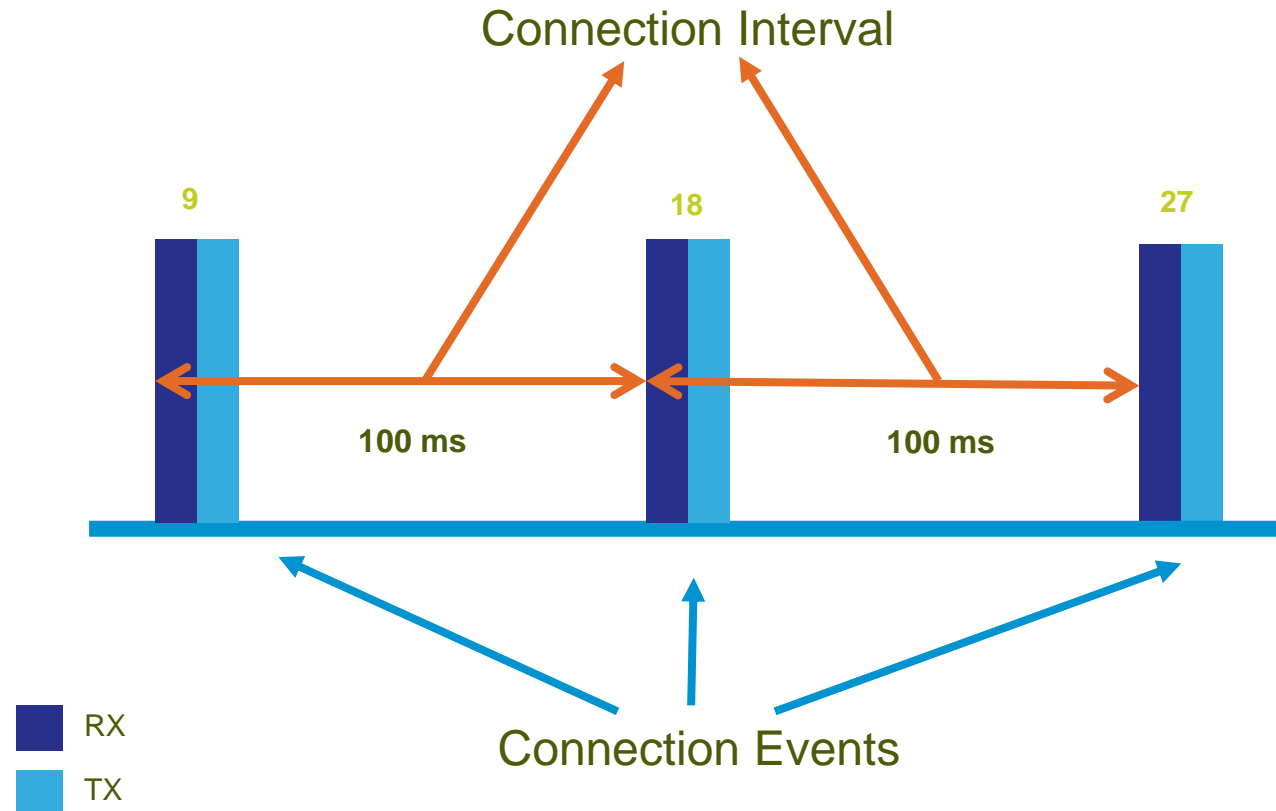 Connection Interval
9
18
27
100 ms
100 ms
RX
Connection Events
TX